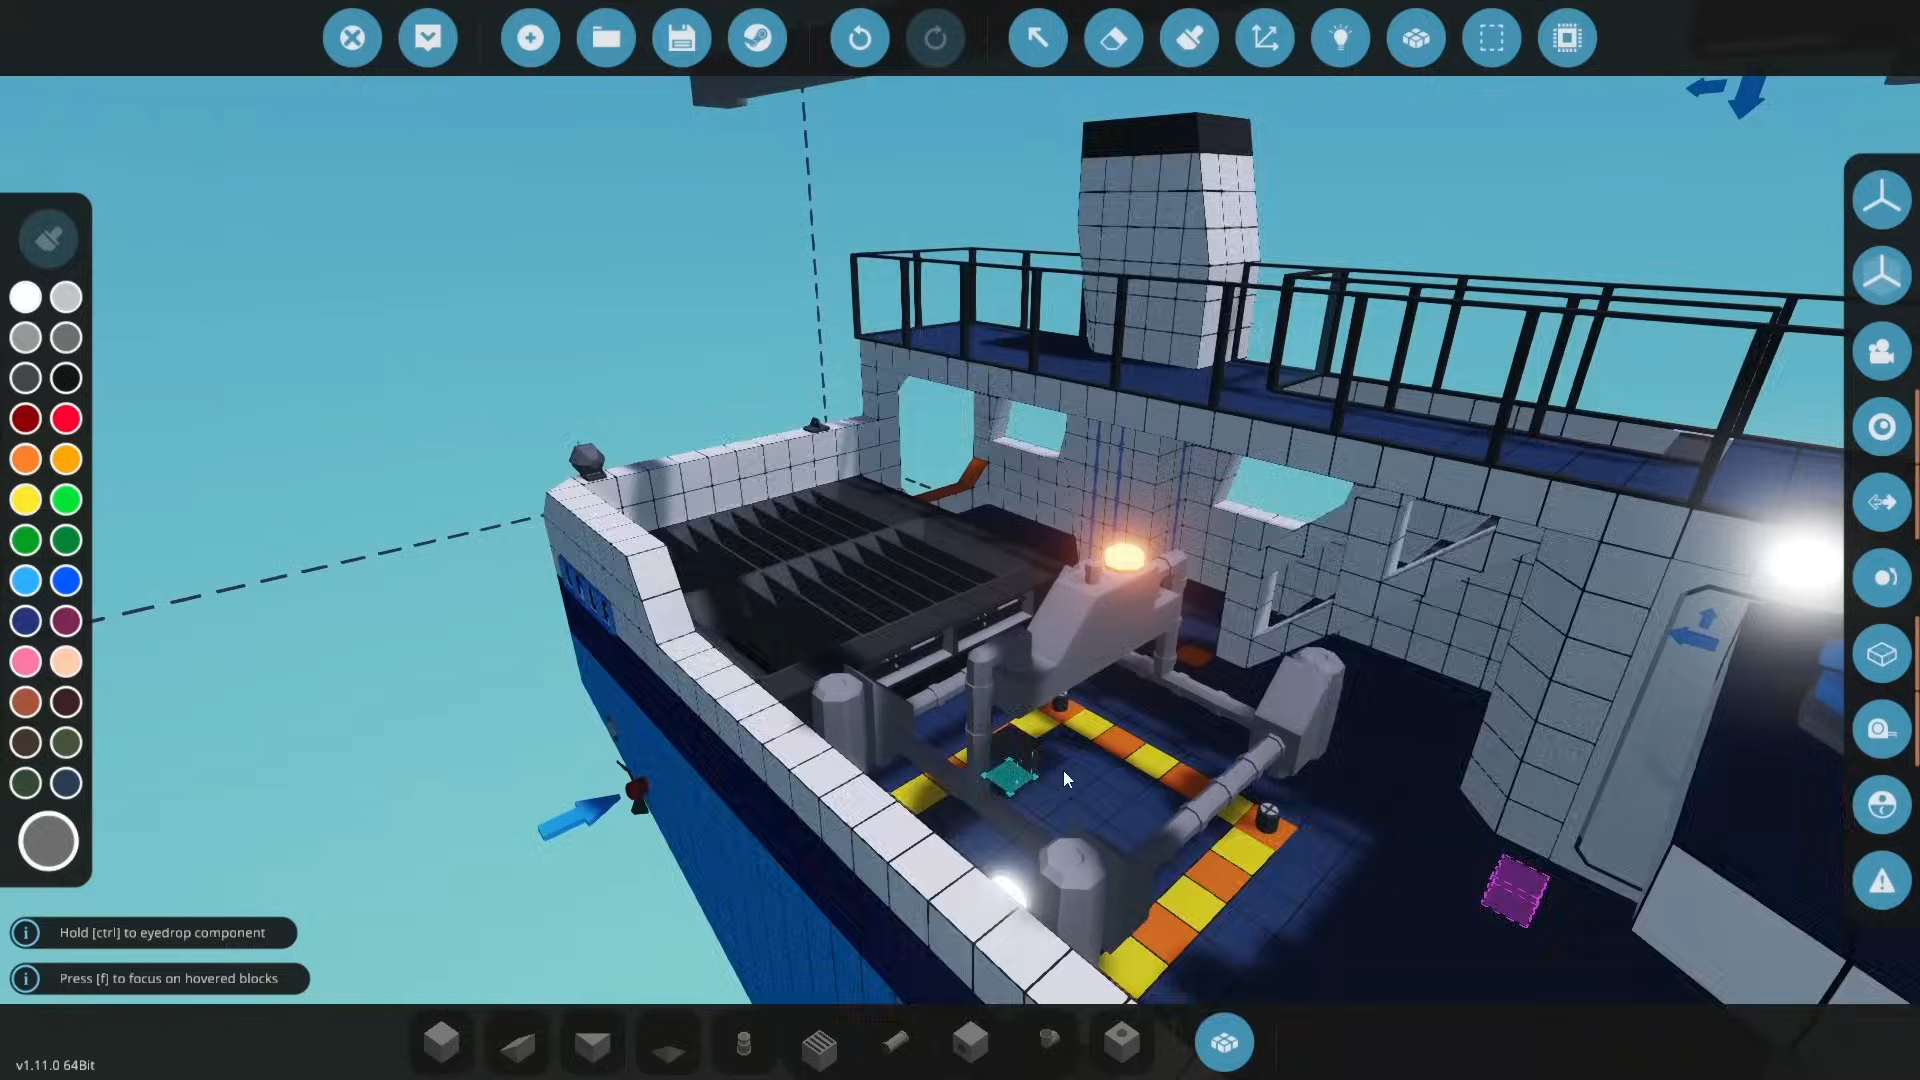 Hold [ctrl] to eyedrop component
Press [f] to focus on hovered blocks
v1.11.0 64Bit